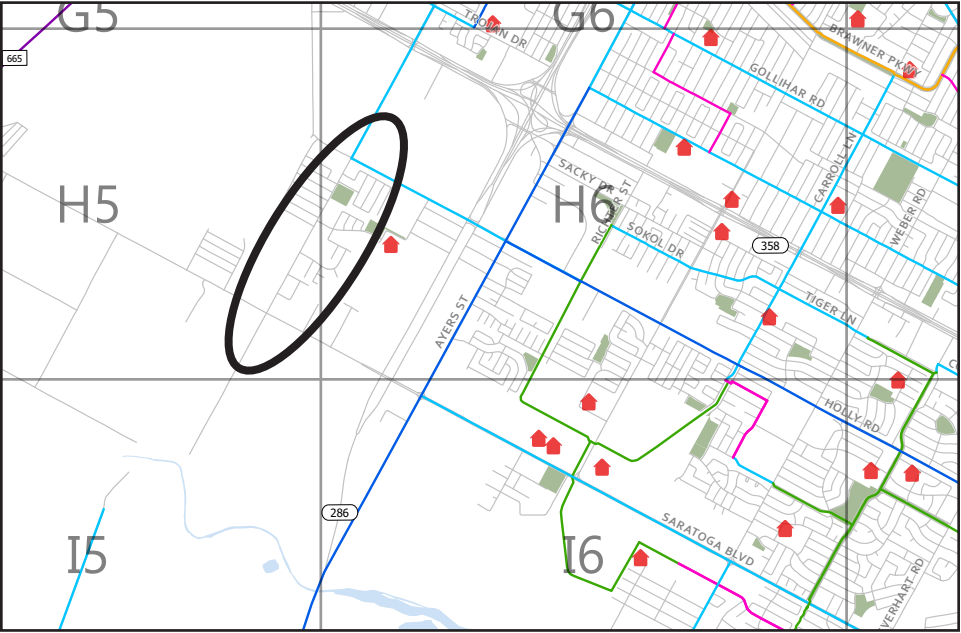 G5
G6
TROJAN DR
BRAWNER PKWY
665
GOLLIHAR RD
CARROLL LN
SACKY DR
H5
H6
RICHTER ST
WEBER RD
SOKOL DR
358
TIGER LN
AYERS ST
HOLLY RD
286
SARATOGA BLVD
I5
I6
EVERHART RD